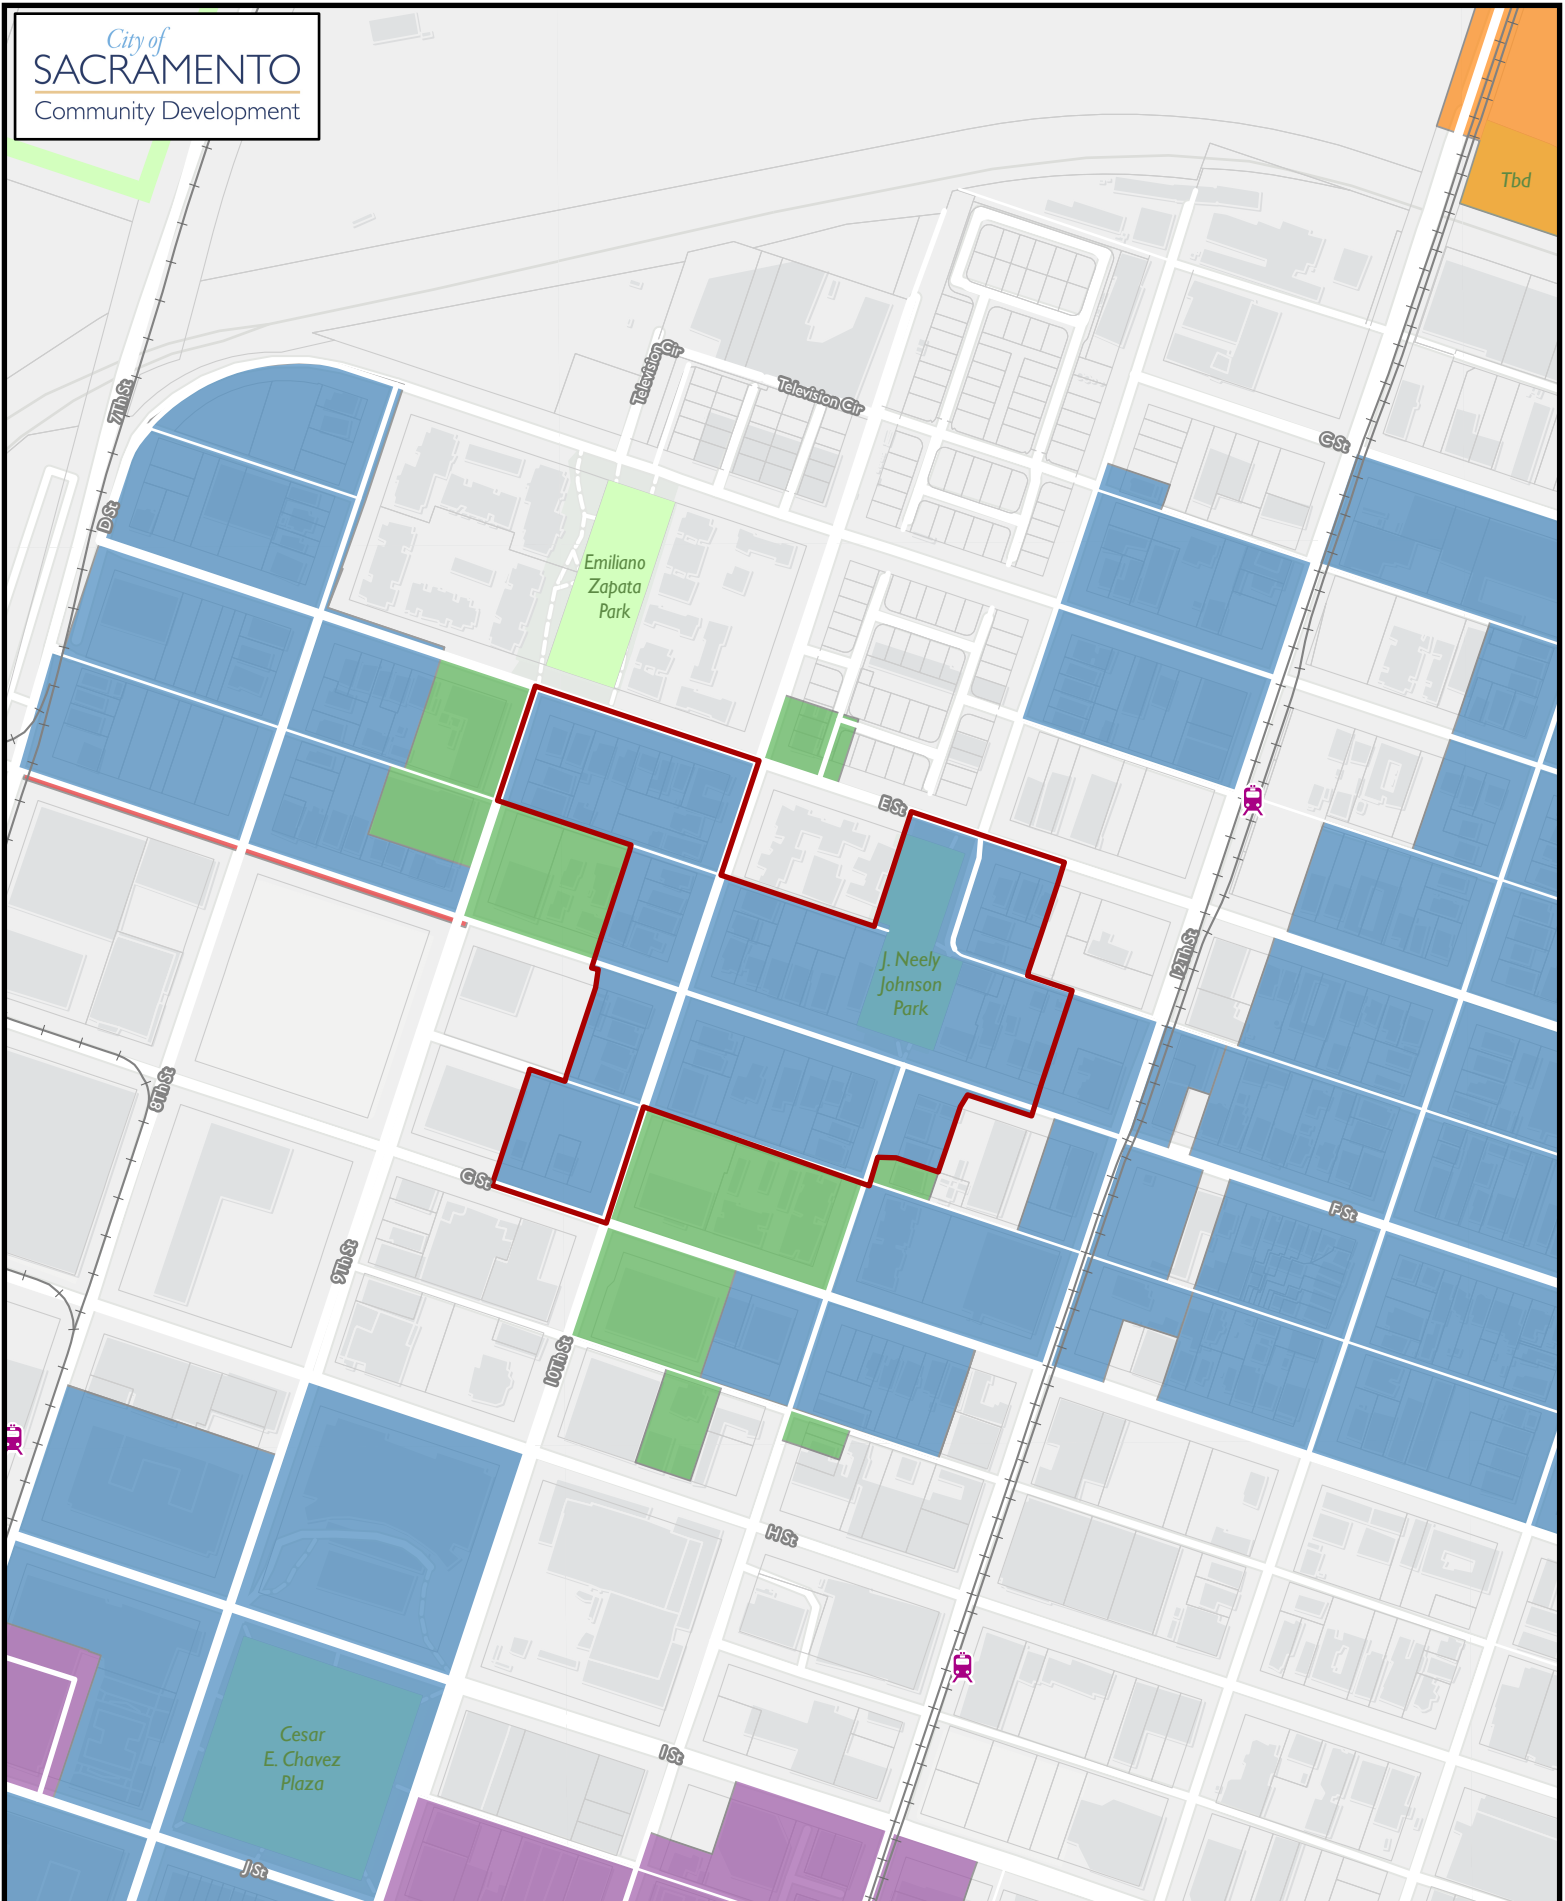 City of
SACRAMENTO
Community Development
Tbd
Television Cir
Television Cir
7Th St
C St
D St
Emiliano
Zapata
Park
E St
12Th St
J. Neely
Johnson
Park
8Th St
G St
F St
9Th St
10Th St
H St
Cesar
E. Chavez
Plaza
I St
J St